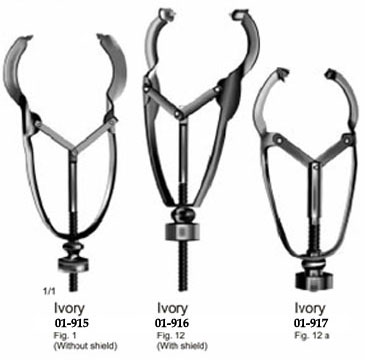 1/1
Ivory
01-915
Fig. 1
(Without shield)
Ivory
01-916
Fig. 12
(With shield)
Ivory
01-917
Fig. 12 a